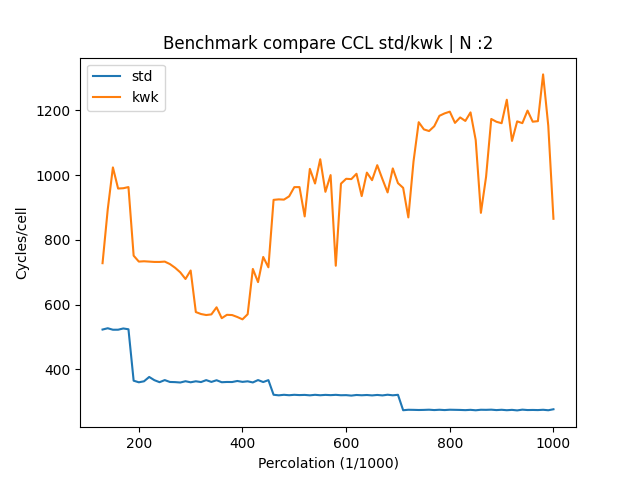 Benchmark compare CCL std/kwk | N :2
std
kwk
1200
1000
800
600
400
Cycles/cell
200 400 600 800 1000
Percolation (1/1000)